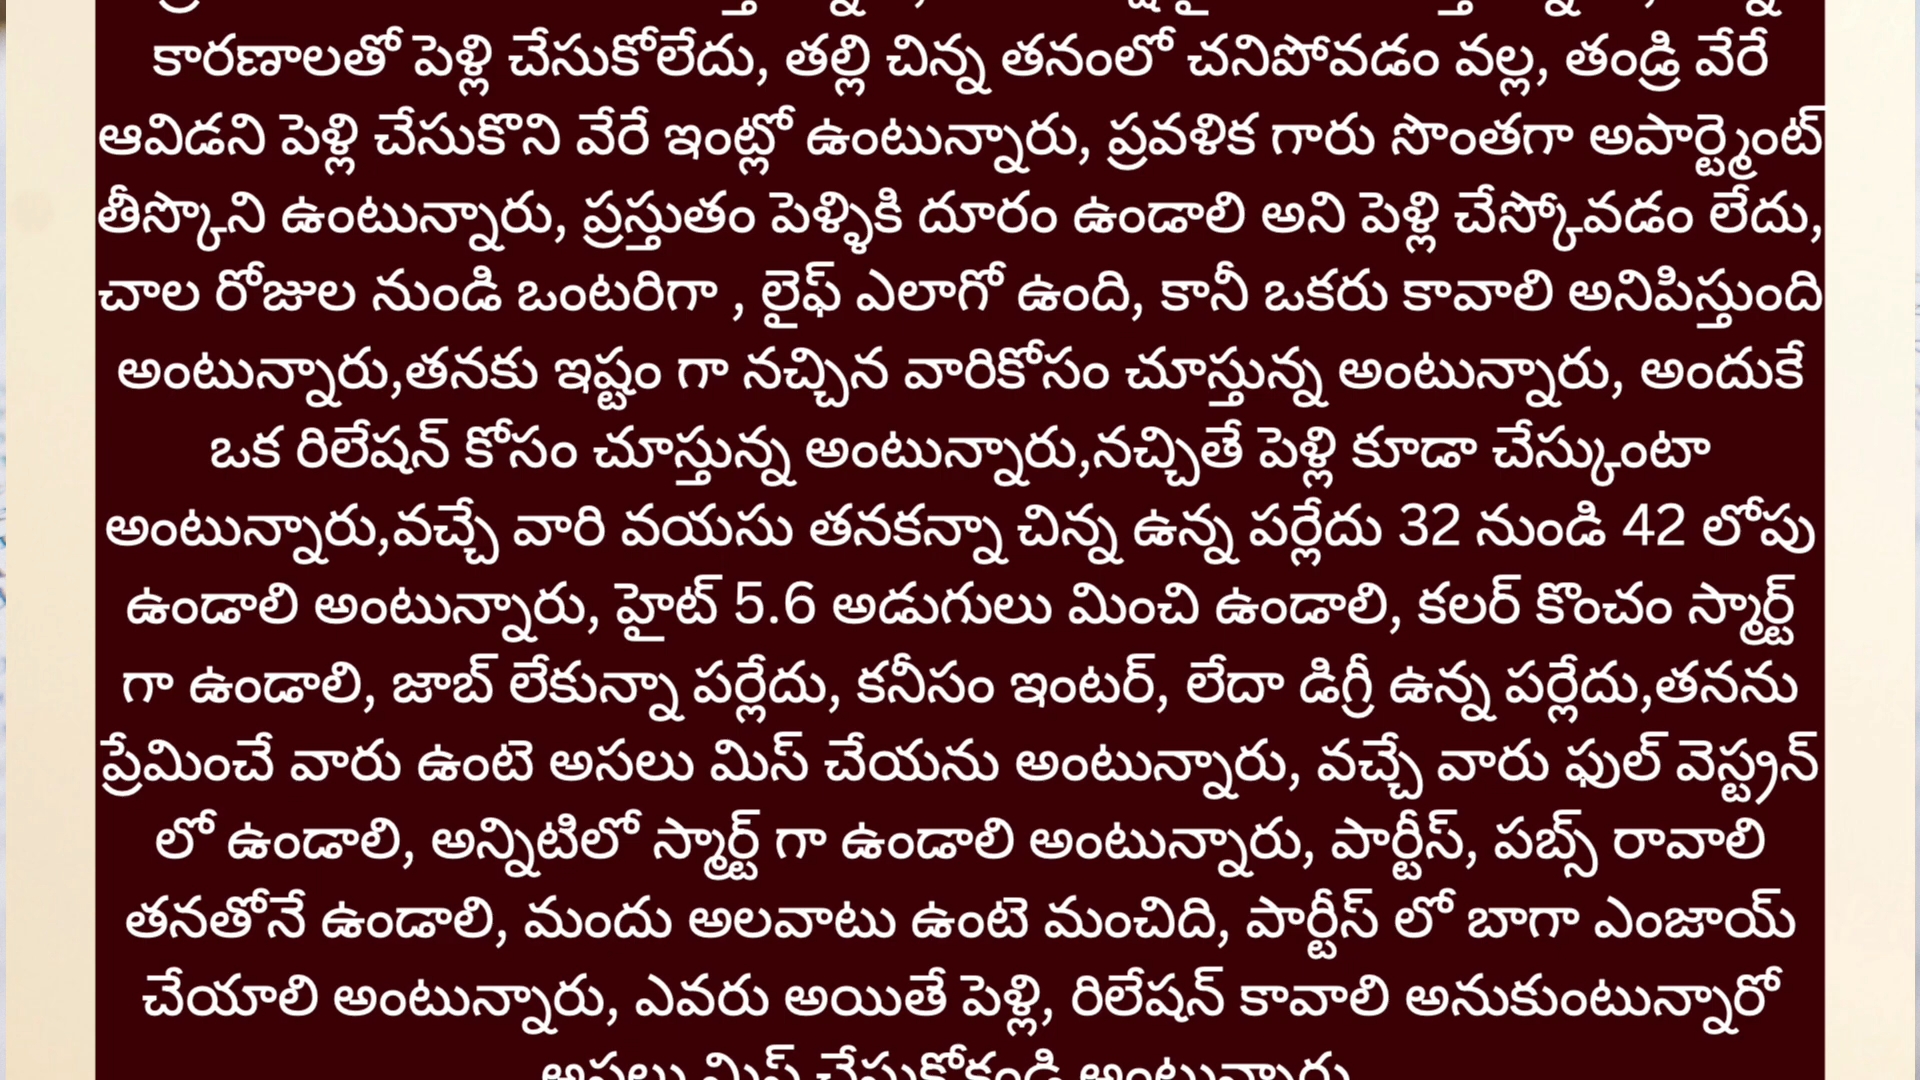 కారణాలతో పెళ్లి చేసుకోలేదు, తల్లి చిన్న తనంలో చనిపోవడం వల్ల, తండ్రి వేరే
ఆవిడని పెళ్లి చేసుకొని వేరే ఇంట్లో ఉంటున్నారు, ప్రవళిక గారు సొంతగా అపార్ట్మెంట్
తీస్కొని ఉంటున్నారు, ప్రస్తుతం పెళ్ళికి దూరం ఉండాలి అని పెళ్లి చేస్కోవడం లేదు,
చాల రోజుల నుండి ఒంటరిగా , లైఫ్ ఎలాగో ఉంది, కానీ ఒకరు కావాలి అనిపిస్తుంది
అంటున్నారు,తనకు ఇష్టం గా నచ్చిన వారికోసం చూస్తున్న అంటున్నారు, అందుకే
ఒక రిలేషన్ కోసం చూస్తున్న అంటున్నారు,నచ్చితే పెళ్లి కూడా చేస్కుంటా
అంటున్నారు,వచ్చే వారి వయసు తనకన్నా చిన్న ఉన్న పర్లేదు 32 నుండి 42 లోపు
ఉండాలి అంటున్నారు, హైట్ 5.6 అడుగులు మించి ఉండాలి, కలర్ కొంచం స్మార్ట్
గా ఉండాలి, జాబ్ లేకున్నా పర్లేదు, కనీసం ఇంటర్, లేదా డిగ్రీ ఉన్న పర్లేదు,తనను
ప్రేమించే వారు ఉంటె అసలు మిస్ చేయను అంటున్నారు, వచ్చే వారు ఫుల్ వెస్ట్రన్
లో ఉండాలి, అన్నిటిలో స్మార్ట్ గా ఉండాలి అంటున్నారు, పార్టీస్, పబ్స్ రావాలి
తనతోనే ఉండాలి, మందు అలవాటు ఉంటె మంచిది, పార్టీస్ లో బాగా ఎంజాయ్
చేయాలి అంటున్నారు, ఎవరు అయితే పెళ్లి, రిలేషన్ కావాలి అనుకుంటున్నారో
అసలు మిస్ చేసుకోకండి అంటున్నారు